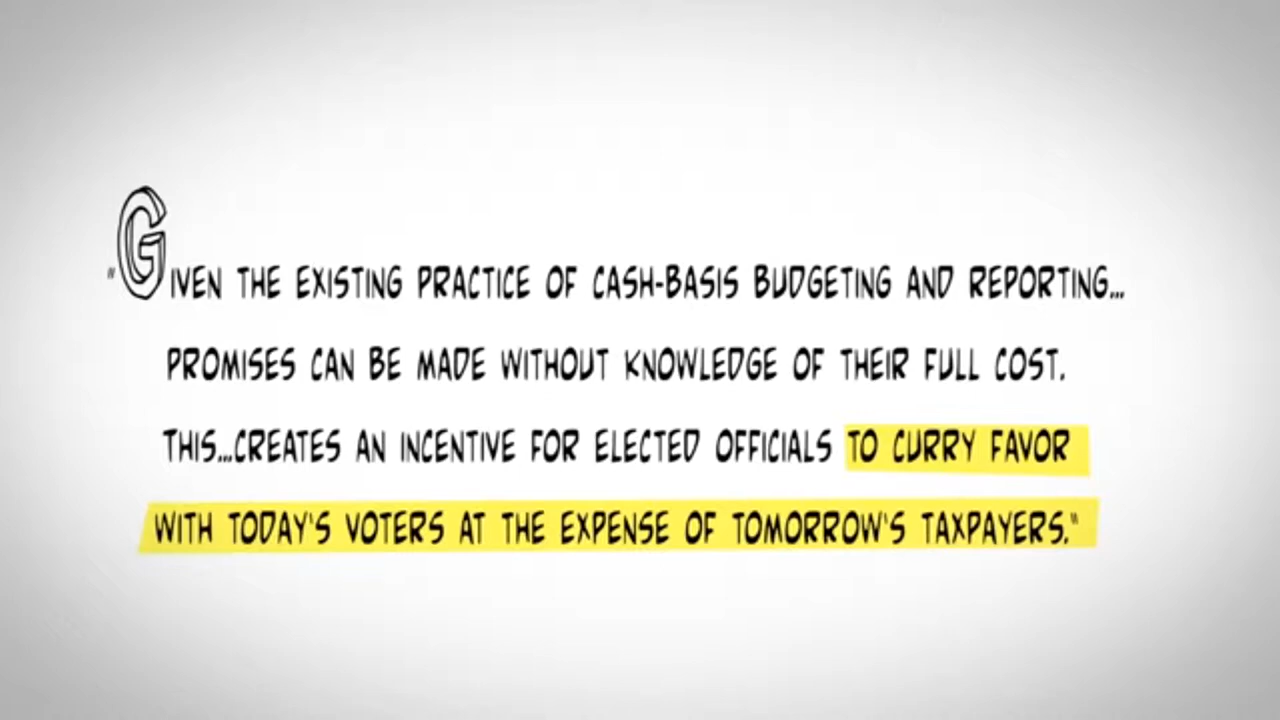 "GIVEN THE EXISTING PRACTICE OF CASH-BASIS BUDGETING AND REPORTING...
PROMISES CAN BE MADE WITHOUT KNOWLEDGE OF THEIR FULL COST.
THIS...CREATES AN INCENTIVE FOR ELECTED OFFICIALS TO CURRY FAVOR
WITH TODAY'S VOTERS AT THE EXPENSE OF TOMORROW'S TAXPAYERS."